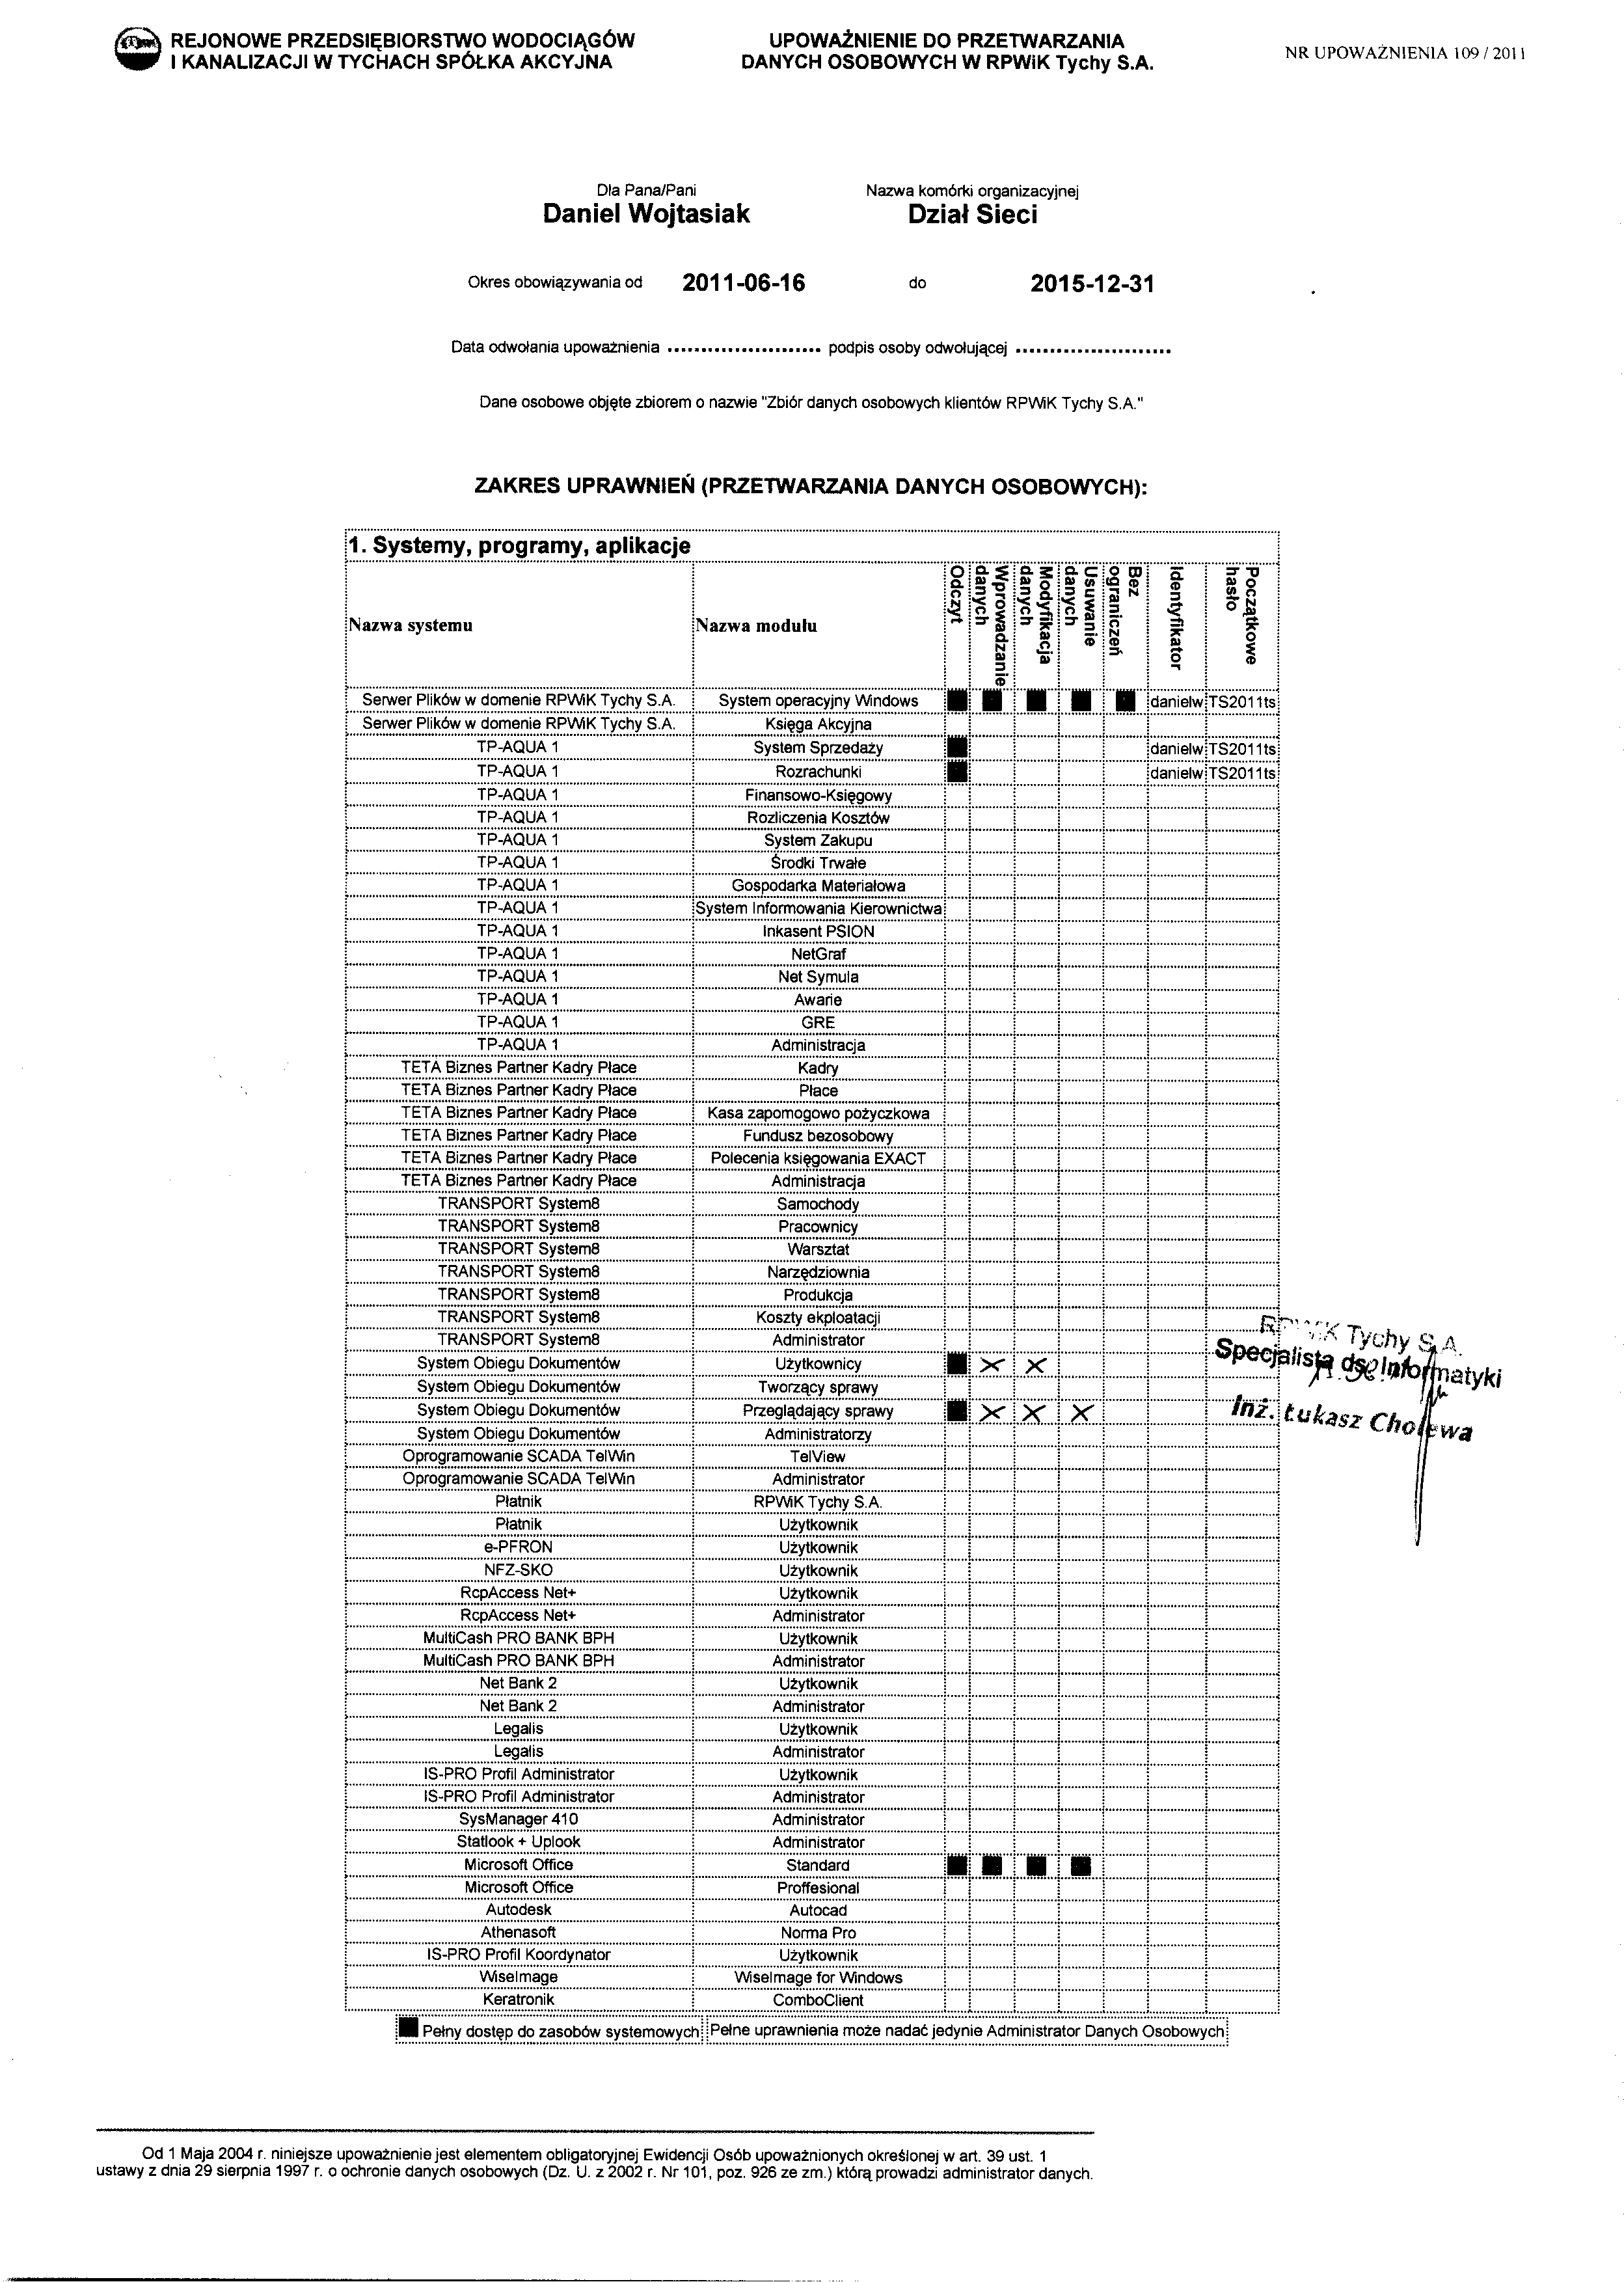 REJONOWE PRZEDSIĘBIORSTWO WODOCIĄGÓW
I KANALIZACJI W TYCHACH SPÓŁKA AKCYJNA
UPOWAŻNIENIE DO PRZETWARZANIA
DANYCH OSOBOWYCH W RPWiK Tychy S.A.
NR UPOWAŻNIENIA 109 / 2011
Dla Pana/Pani
Daniel Wojtasiak
Nazwa komórki organizacyjnej
Dział Sieci
Okres obowiązywania od 2011-06-16 do 2015-12-31
Data odwołania upoważnienia ....................... podpis osoby odwołującej .......................
Dane osobowe objęte zbiorem o nazwie "Zbiór danych osobowych klientów RPWiK Tychy S.A."
ZAKRES UPRAWNIEŃ (PRZETWARZANIA DANYCH OSOBOWYCH):
1. Systemy, programy, aplikacje
Nazwa systemu Nazwa modułu Odczyt Wprowadzanie danych Modyfikacja danych Usuwanie danych Bez ograniczeń Identyfikator Początkowe hasło
Serwer Plików w domenie RPWiK Tychy S.A. System operacyjny Windows ■ ■ ■ ■ ■ danielw TS2011ts
Serwer Plików w domenie RPWiK Tychy S.A. Księga Akcyjna
TP-AQUA 1 System Sprzedaży ■ danielw TS2011ts
TP-AQUA 1 Rozrachunki ■ danielw TS2011ts
TP-AQUA 1 Finansowo-Księgowy
TP-AQUA 1 Rozliczenia Kosztów
TP-AQUA 1 System Zakupu
TP-AQUA 1 Środki Trwałe
TP-AQUA 1 Gospodarka Materiałowa
TP-AQUA 1 System Informowania Kierownictwa
TP-AQUA 1 Inkasent PSION
TP-AQUA 1 NetGraf
TP-AQUA 1 Net Symula
TP-AQUA 1 Awarie
TP-AQUA 1 GRE
TP-AQUA 1 Administracja
TETA Biznes Partner Kadry Płace Kadry
TETA Biznes Partner Kadry Płace Płace
TETA Biznes Partner Kadry Płace Kasa zapomogowo pożyczkowa
TETA Biznes Partner Kadry Płace Fundusz bezosobowy
TETA Biznes Partner Kadry Płace Polecenia księgowania EXACT
TETA Biznes Partner Kadry Płace Administracja
TRANSPORT System8 Samochody
TRANSPORT System8 Pracownicy
TRANSPORT System8 Warsztat
TRANSPORT System8 Narzędziownia
TRANSPORT System8 Produkcja
TRANSPORT System8 Koszty ekploatacji
TRANSPORT System8 Administrator
System Obiegu Dokumentów Użytkownicy ■ X X
System Obiegu Dokumentów Tworzący sprawy
System Obiegu Dokumentów Przeglądający sprawy ■ X X X
System Obiegu Dokumentów Administratorzy
Oprogramowanie SCADA TelWin TelView
Oprogramowanie SCADA TelWin Administrator
Płatnik RPWiK Tychy S.A.
Płatnik Użytkownik
e-PFRON Użytkownik
NFZ-SKO Użytkownik
RcpAccess Net+ Użytkownik
RcpAccess Net+ Administrator
MultiCash PRO BANK BPH Użytkownik
MultiCash PRO BANK BPH Administrator
Net Bank 2 Użytkownik
Net Bank 2 Administrator
Legalis Użytkownik
Legalis Administrator
IS-PRO Profil Administrator Użytkownik
IS-PRO Profil Administrator Administrator
SysManager 410 Administrator
Statlook + Uplook Administrator
Microsoft Office Standard ■ ■ ■ ■
Microsoft Office Proffesional
Autodesk Autocad
Athenasoft Norma Pro
IS-PRO Profil Koordynator Użytkownik
WiseImage WiseImage for Windows
Keratronik ComboClient
■ Pełny dostęp do zasobów systemowych Pełne uprawnienia może nadać jedynie Administrator Danych Osobowych
RPWiK Tychy S.A.
Specjalista ds. Informatyki
Inż. Łukasz Cholewa
Od 1 Maja 2004 r. niniejsze upoważnienie jest elementem obligatoryjnej Ewidencji Osób upoważnionych określonej w art. 39 ust. 1
ustawy z dnia 29 sierpnia 1997 r. o ochronie danych osobowych (Dz. U. z 2002 r. Nr 101, poz. 926 ze zm.) którą prowadzi administrator danych.